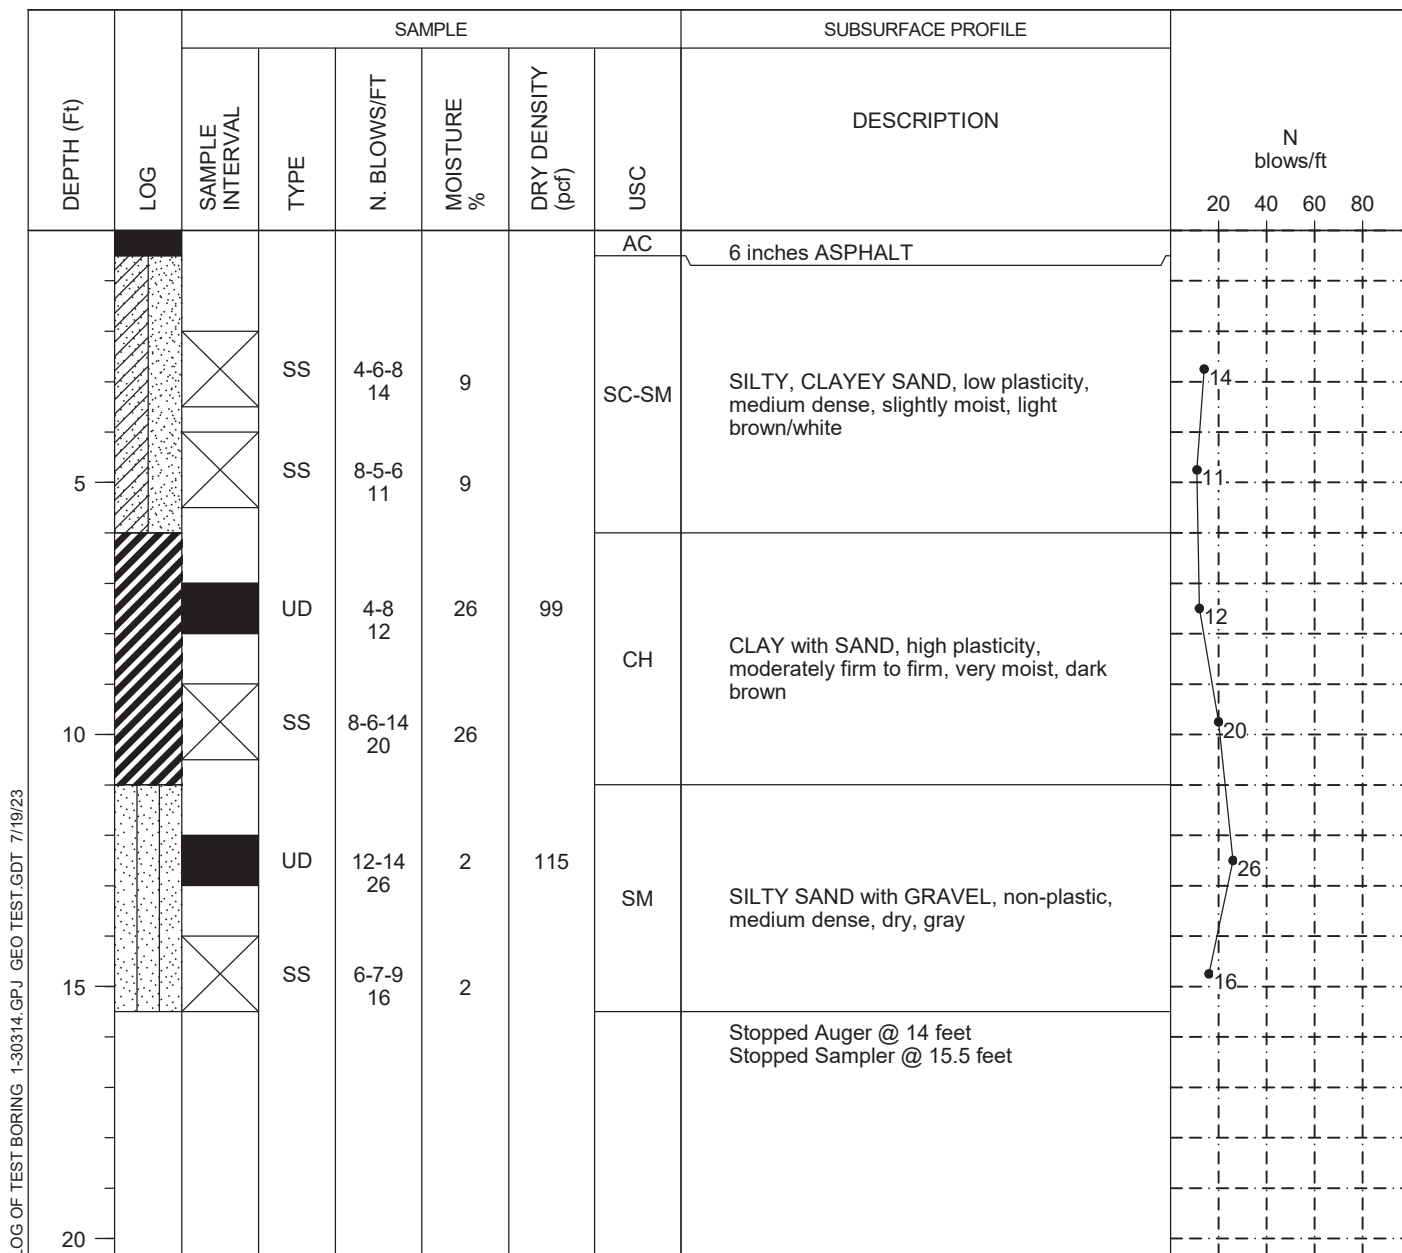 SAMPLE
SUBSURFACE PROFILE
DEPTH (Ft)
LOG
SAMPLE
INTERVAL
TYPE
N. BLOWS/FT
MOISTURE
%
DRY DENSITY
(pcf)
USC
DESCRIPTION
N
blows/ft
20 40 60 80
AC
6 inches ASPHALT
SS
4-6-8
14
9
SC-SM
SILTY, CLAYEY SAND, low plasticity,
medium dense, slightly moist, light
brown/white
14
5
SS
8-5-6
11
9
11
UD
4-8
12
26
99
12
CH
CLAY with SAND, high plasticity,
moderately firm to firm, very moist, dark
brown
10
SS
8-6-14
20
26
20
UD
12-14
26
2
115
26
SM
SILTY SAND with GRAVEL, non-plastic,
medium dense, dry, gray
15
SS
6-7-9
16
2
16
Stopped Auger @ 14 feet
Stopped Sampler @ 15.5 feet
20
LOG OF TEST BORING 1-30314.GPJ GEO TEST.GDT 7/19/23